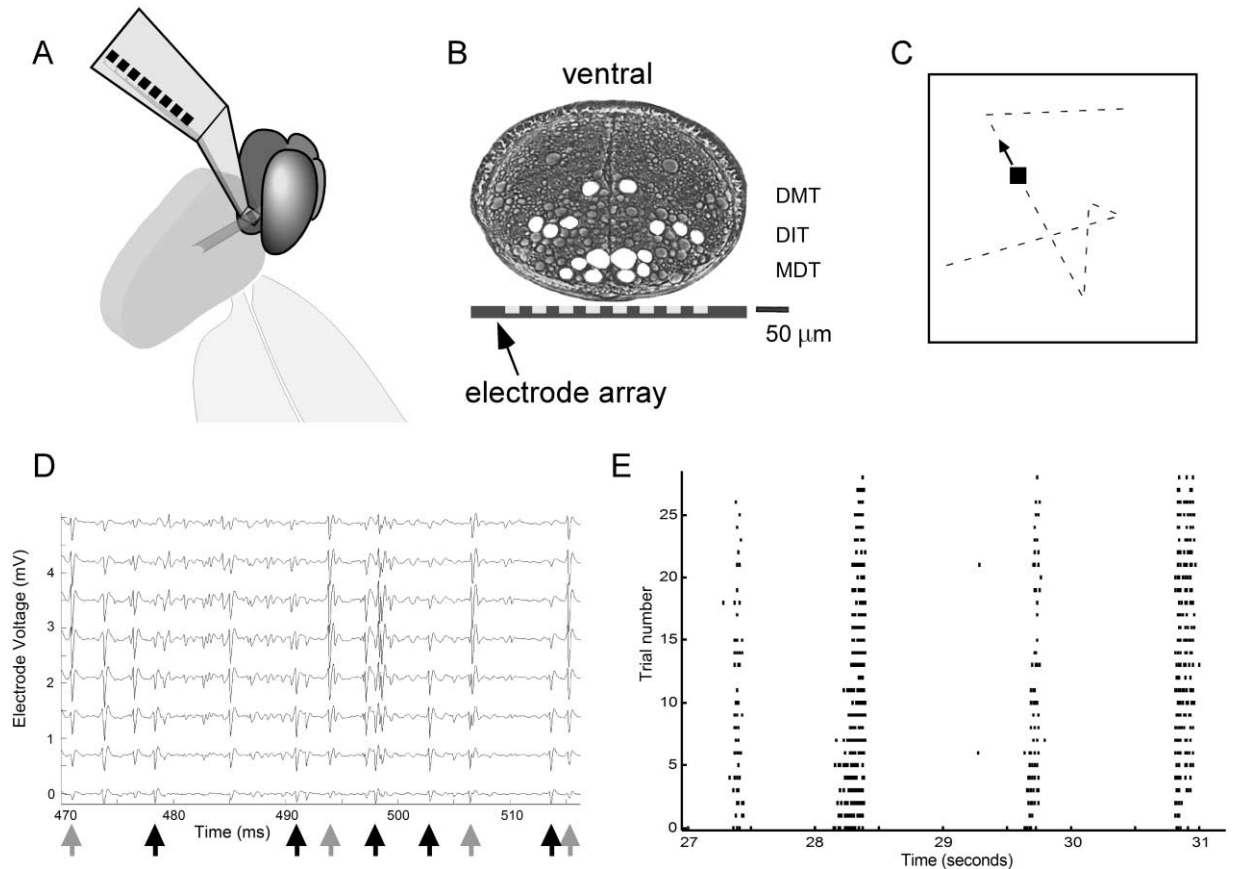 A
B
ventral
DMT
DIT
MDT
50 μm
electrode array
C
D
Electrode Voltage (mV)
4
3
2
1
0
470 480 490 500 510
Time (ms)
E
Trial number
25
20
15
10
5
0
27 28 29 30 31
Time (seconds)